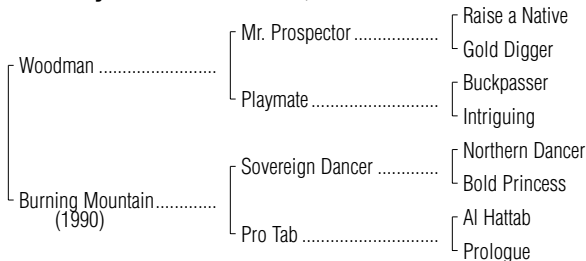 Raise a Native
Mr. Prospector ..................
Gold Digger
Woodman .........................
Buckpasser
Playmate ...........................
Intriguing
Northern Dancer
Sovereign Dancer .............
Bold Princess
Burning Mountain .............
(1990)
Al Hattab
Pro Tab .............................
Prologue